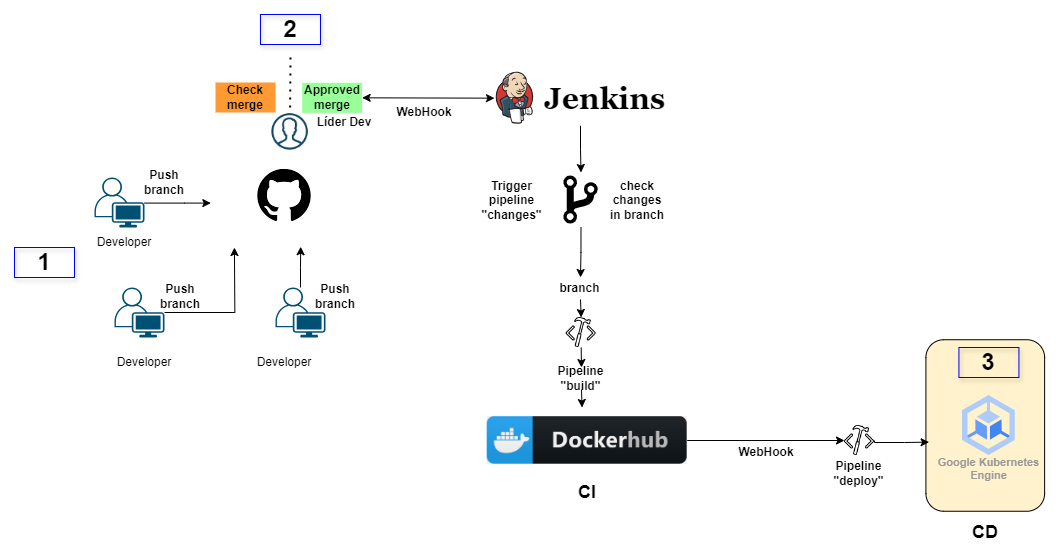 2
Check
merge
Approved
merge
Líder Dev
WebHook
Jenkins
Push
branch
Developer
1
Trigger
pipeline
"changes"
check
changes
in branch
Push
branch
Developer
Push
branch
Developer
branch
Pipeline
"build"
Dockerhub
CI
WebHook
Pipeline
"deploy"
3
Google Kubernetes
Engine
CD